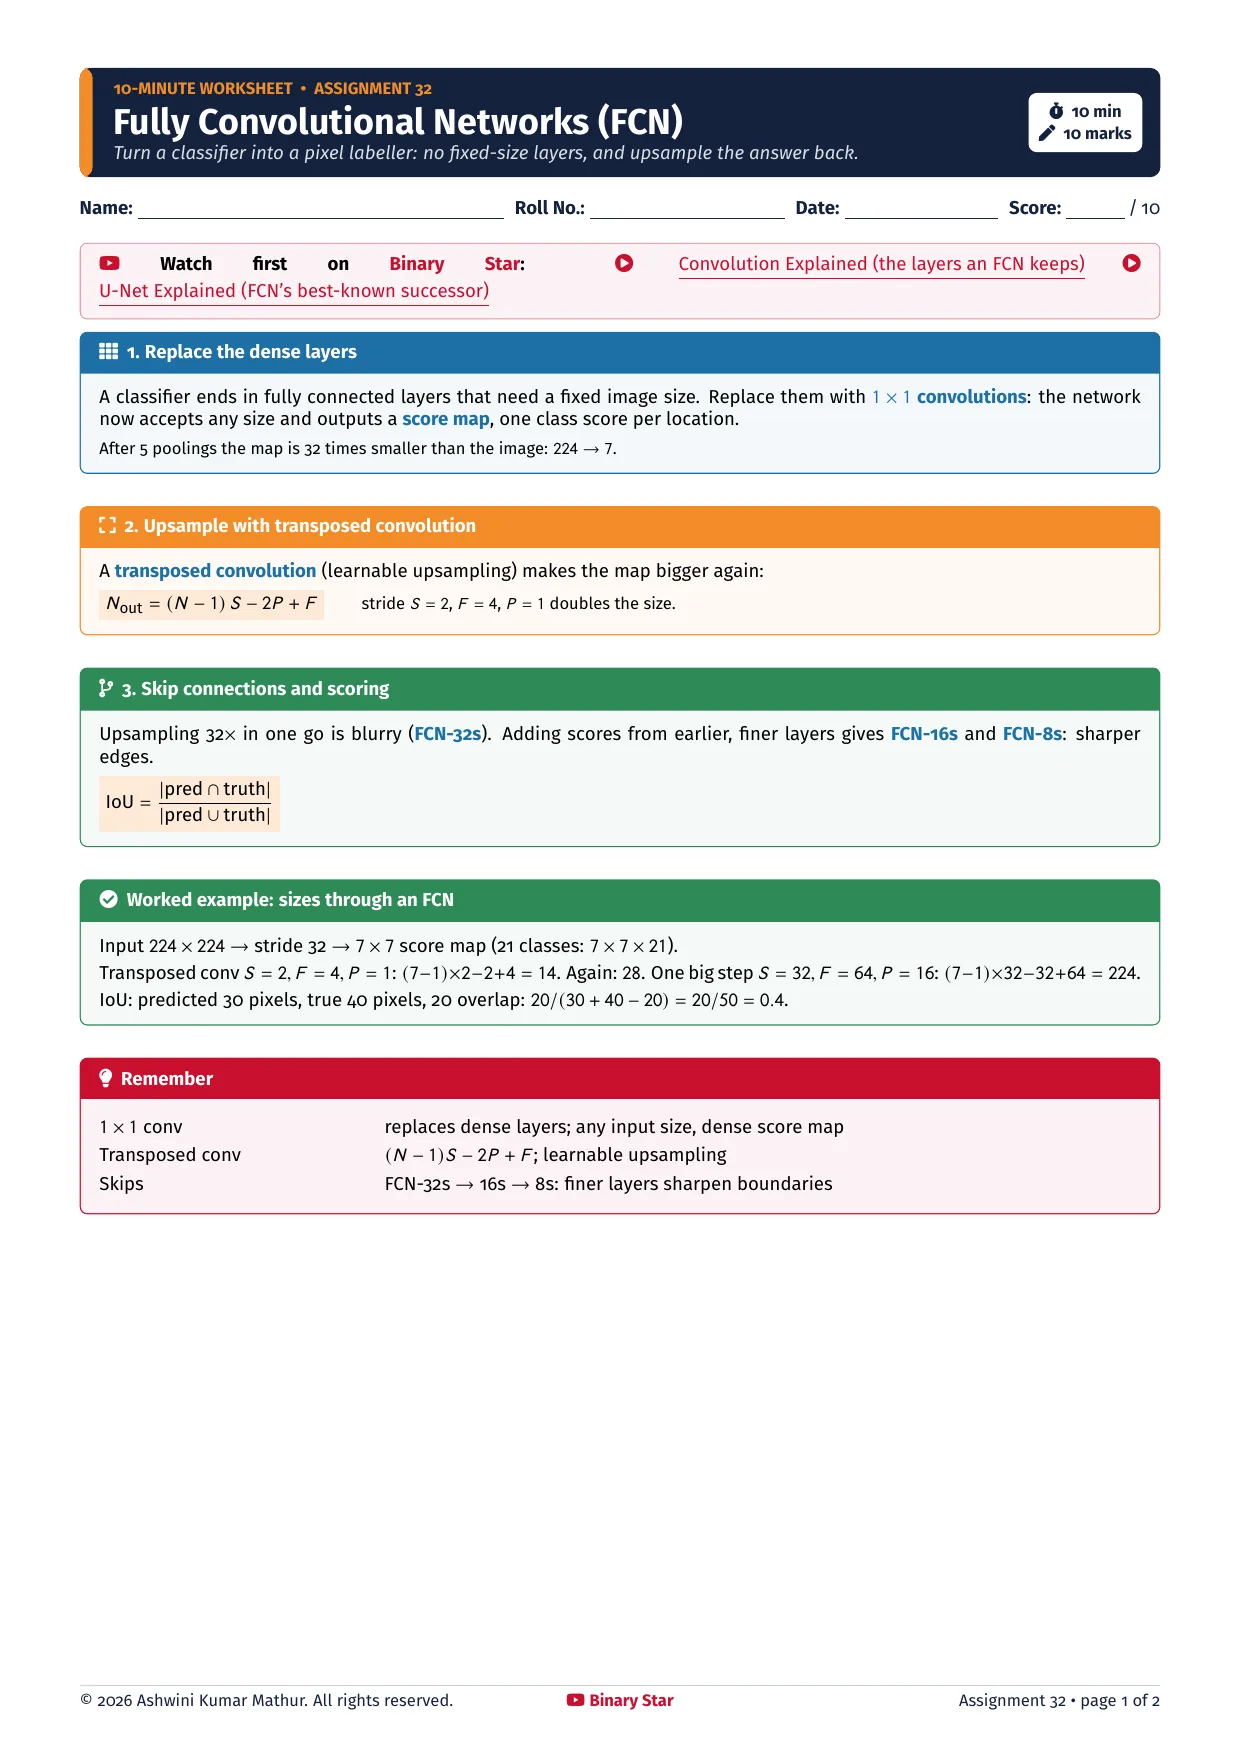 10-MINUTE WORKSHEET • ASSIGNMENT 32
Fully Convolutional Networks (FCN)
Turn a classifier into a pixel labeller: no fixed-size layers, and upsample the answer back.
10 min
10 marks
Name: Roll No.: Date: Score: / 10
Watch first on Binary Star: Convolution Explained (the layers an FCN keeps)
U-Net Explained (FCN's best-known successor)
1. Replace the dense layers
A classifier ends in fully connected layers that need a fixed image size. Replace them with 1 × 1 convolutions: the network
now accepts any size and outputs a score map, one class score per location.
After 5 poolings the map is 32 times smaller than the image: 224 → 7.
2. Upsample with transposed convolution
A transposed convolution (learnable upsampling) makes the map bigger again:
N_out = (N − 1) S − 2P + F stride S = 2, F = 4, P = 1 doubles the size.
3. Skip connections and scoring
Upsampling 32× in one go is blurry (FCN-32s). Adding scores from earlier, finer layers gives FCN-16s and FCN-8s: sharper
edges.
IoU = |pred ∩ truth| / |pred ∪ truth|
Worked example: sizes through an FCN
Input 224 × 224 → stride 32 → 7 × 7 score map (21 classes: 7 × 7 × 21).
Transposed conv S = 2, F = 4, P = 1: (7−1)×2−2+4 = 14. Again: 28. One big step S = 32, F = 64, P = 16: (7−1)×32−32+64 = 224.
IoU: predicted 30 pixels, true 40 pixels, 20 overlap: 20/(30 + 40 − 20) = 20/50 = 0.4.
Remember
1 × 1 conv replaces dense layers; any input size, dense score map
Transposed conv (N − 1)S − 2P + F; learnable upsampling
Skips FCN-32s → 16s → 8s: finer layers sharpen boundaries
© 2026 Ashwini Kumar Mathur. All rights reserved. Binary Star Assignment 32 • page 1 of 2